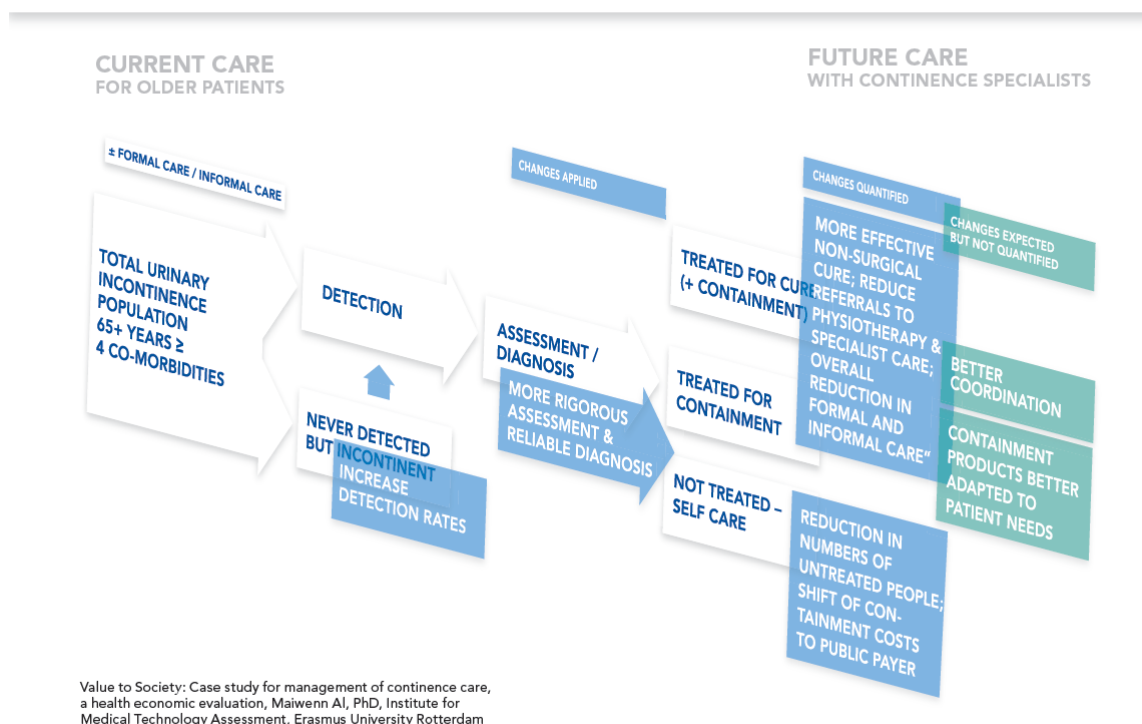 CURRENT CARE
FOR OLDER PATIENTS
FUTURE CARE
WITH CONTINENCE SPECIALISTS
± FORMAL CARE / INFORMAL CARE
CHANGES APPLIED
CHANGES QUANTIFIED
CHANGES EXPECTED
BUT NOT QUANTIFIED
TOTAL URINARY
INCONTINENCE
POPULATION
65+ YEARS ≥
4 CO-MORBIDITIES
DETECTION
NEVER DETECTED
BUT INCONTINENT
INCREASE
DETECTION RATES
ASSESSMENT /
DIAGNOSIS
MORE RIGOROUS
ASSESSMENT &
RELIABLE DIAGNOSIS
TREATED FOR CURE
(+ CONTAINMENT)
TREATED FOR
CONTAINMENT
NOT TREATED –
SELF CARE
MORE EFFECTIVE
NON-SURGICAL
CURE; REDUCE
REFERRALS TO
PHYSIOTHERAPY &
SPECIALIST CARE;
OVERALL
REDUCTION IN
FORMAL AND
INFORMAL CARE“
REDUCTION IN
NUMBERS OF
UNTREATED PEOPLE;
SHIFT OF CON-
TAINMENT COSTS
TO PUBLIC PAYER
BETTER
COORDINATION
CONTAINMENT
PRODUCTS BETTER
ADAPTED TO
PATIENT NEEDS
Value to Society: Case study for management of continence care,
a health economic evaluation, Maiwenn Al, PhD, Institute for
Medical Technology Assessment, Erasmus University Rotterdam